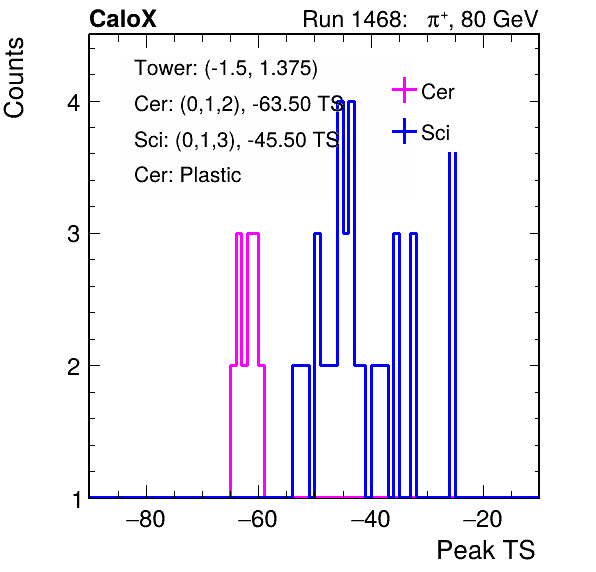 CaloX Run 1468: π⁺, 80 GeV
Counts
Tower: (-1.5, 1.375)
Cer: (0,1,2), -63.50 TS
Sci: (0,1,3), -45.50 TS
Cer: Plastic
Cer
Sci
4
3
2
1
−80 −60 −40 −20
Peak TS